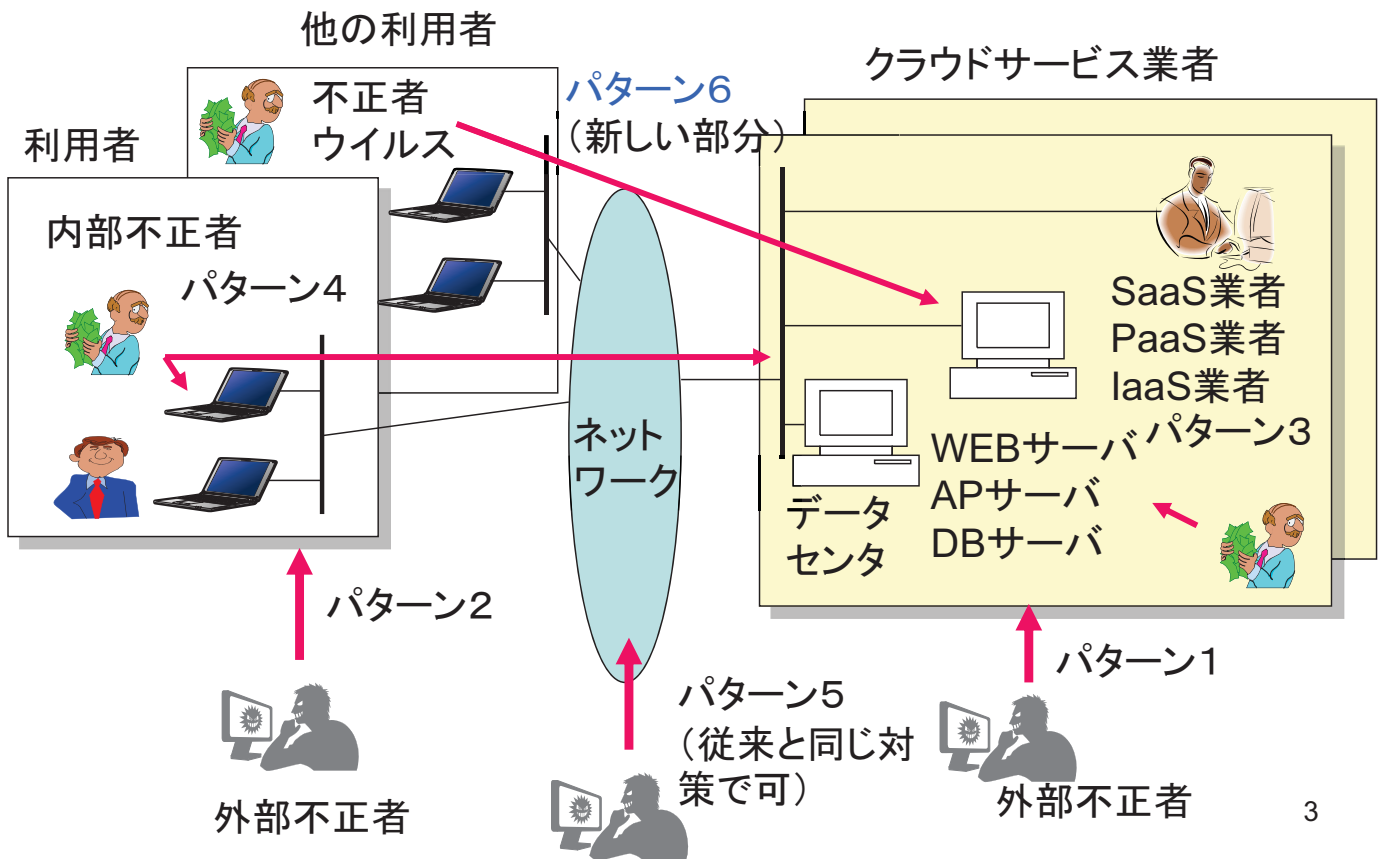 他の利用者
クラウドサービス業者
利用者
不正者
ウイルス
パターン6
（新しい部分）
内部不正者
パターン4
SaaS業者
PaaS業者
IaaS業者
パターン3
ネット
ワーク
WEBサーバ
APサーバ
DBサーバ
データ
センタ
パターン2
パターン5
（従来と同じ対
策で可）
パターン1
外部不正者
外部不正者
3